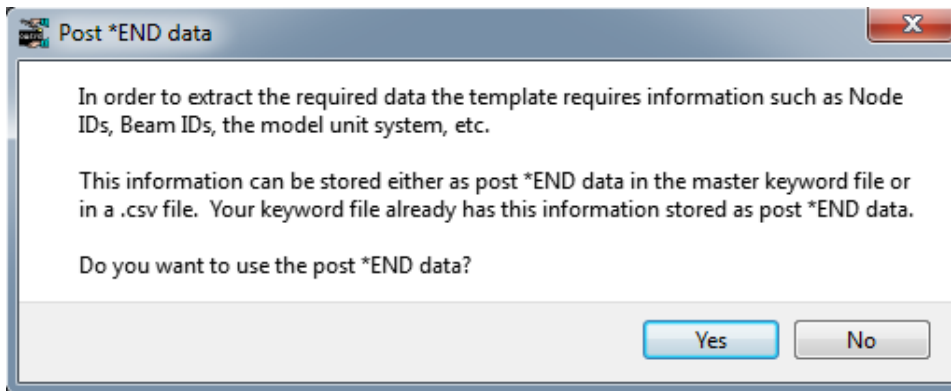 Post *END data
In order to extract the required data the template requires information such as Node
IDs, Beam IDs, the model unit system, etc.
This information can be stored either as post *END data in the master keyword file or
in a .csv file.  Your keyword file already has this information stored as post *END data.
Do you want to use the post *END data?
Yes
No